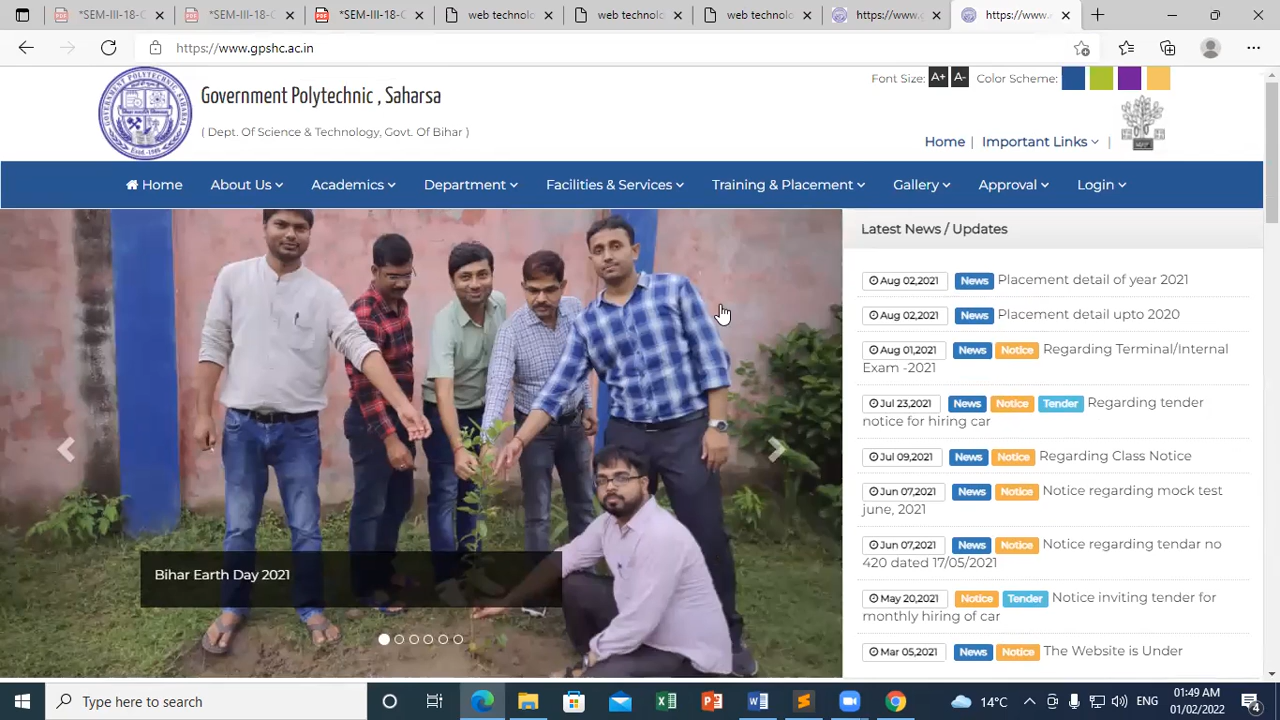 *SEM-III-18-Ca
*SEM-III-18-Ca
web technolo
web technolo
web technolo
https://www.g
https://www.g
https://www.gpshc.ac.in
Font Size: A+ A- Color Scheme:
Government Polytechnic , Saharsa
( Dept. Of Science & Technology, Govt. Of Bihar )
Home | Important Links |
Home About Us Academics Department Facilities & Services Training & Placement Gallery Approval Login
Latest News / Updates
Aug 02,2021 News Placement detail of year 2021
Aug 02,2021 News Placement detail upto 2020
Aug 01,2021 News Notice Regarding Terminal/Internal
Exam -2021
Jul 23,2021 News Notice Tender Regarding tender
notice for hiring car
Jul 09,2021 News Notice Regarding Class Notice
Jun 07,2021 News Notice Notice regarding mock test
june, 2021
Jun 07,2021 News Notice Notice regarding tendar no
420 dated 17/05/2021
May 20,2021 Notice Tender Notice inviting tender for
monthly hiring of car
Mar 05,2021 News Notice The Website is Under
Bihar Earth Day 2021
Type here to search
14°C
ENG
01:49 AM
01/02/2022
4